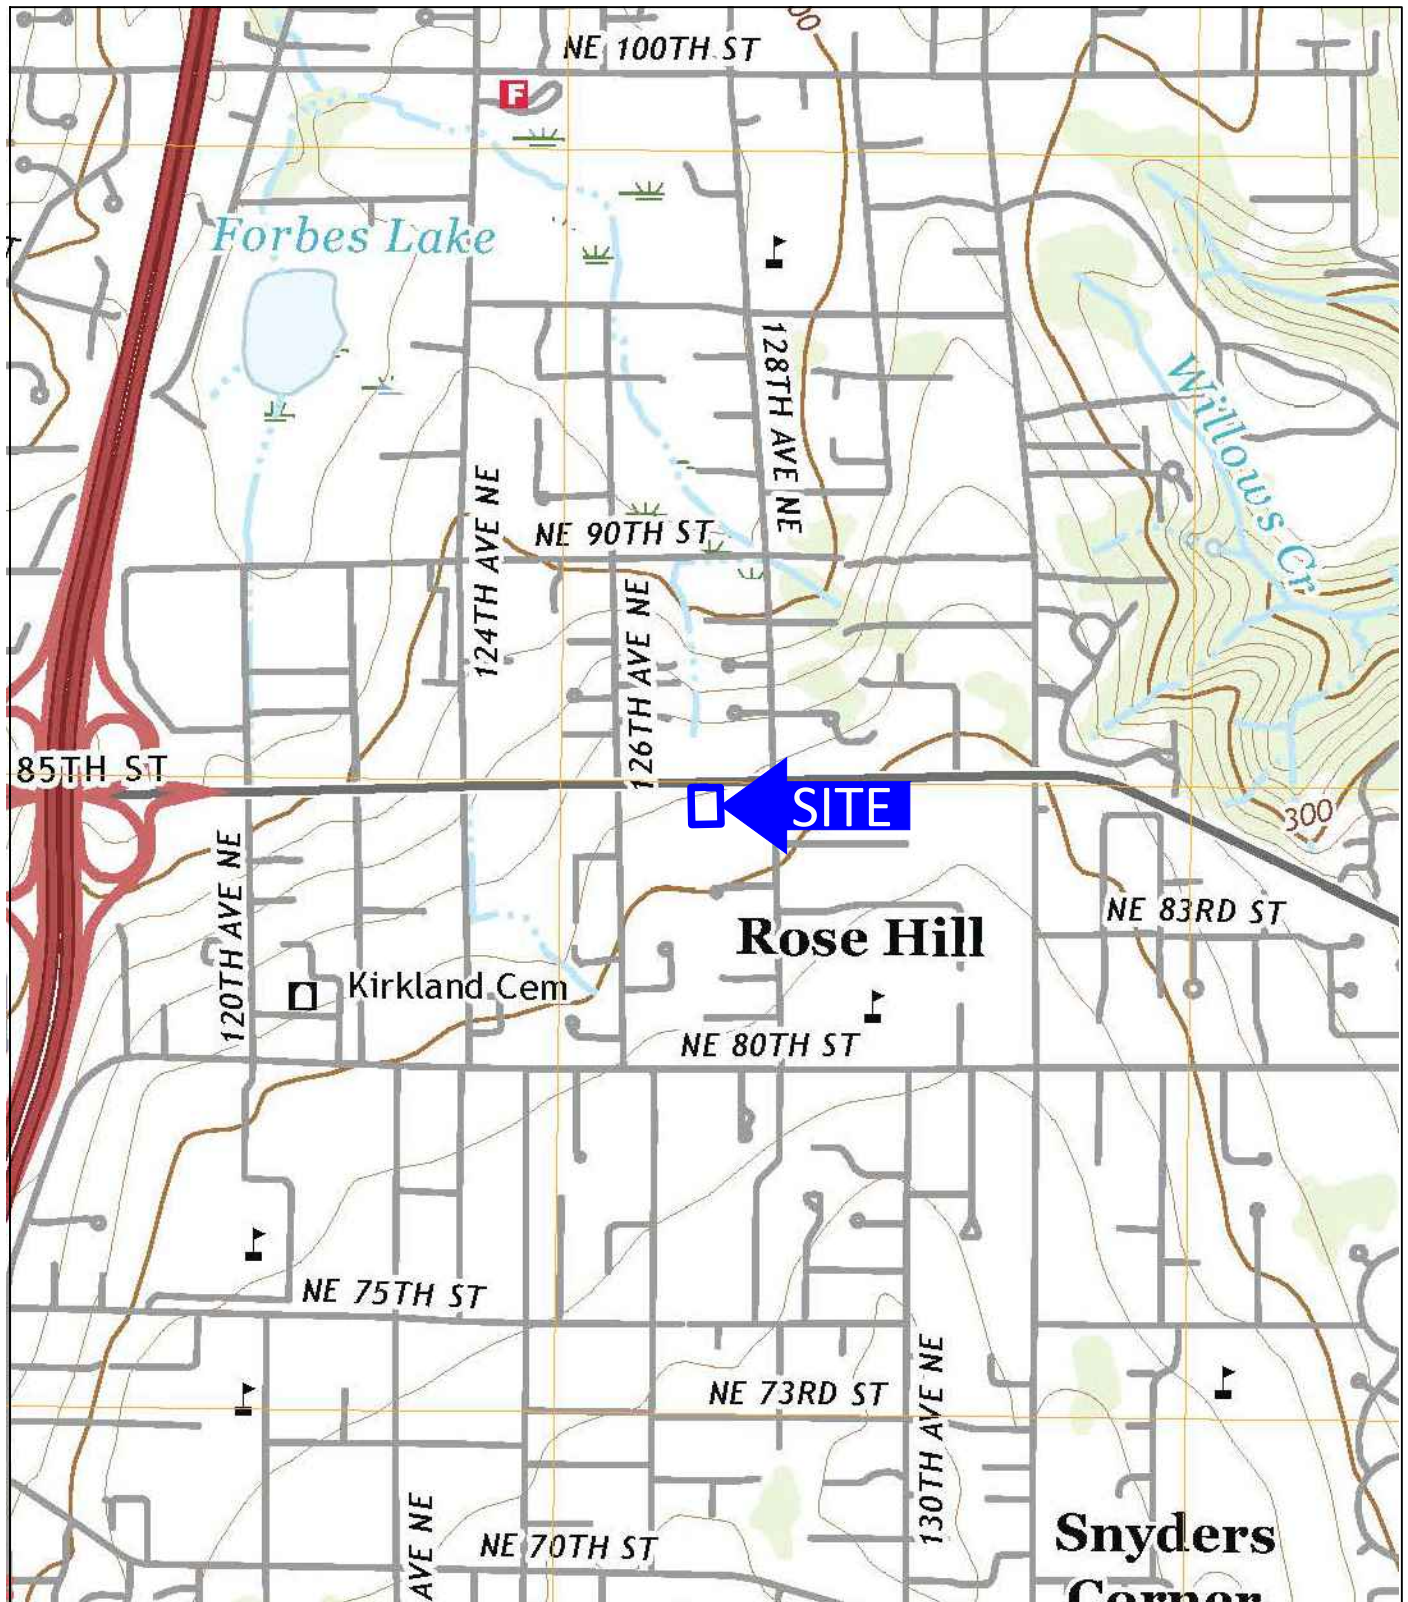 00
NE 100TH ST
F
T
Forbes Lake
128TH AVE NE
Willows Cr
124TH AVE NE
NE 90TH ST
126TH AVE NE
85TH ST
SITE
300
120TH AVE NE
NE 83RD ST
Rose Hill
Kirkland Cem
NE 80TH ST
NE 75TH ST
130TH AVE NE
NE 73RD ST
AVE NE
NE 70TH ST
Snyders
Corner